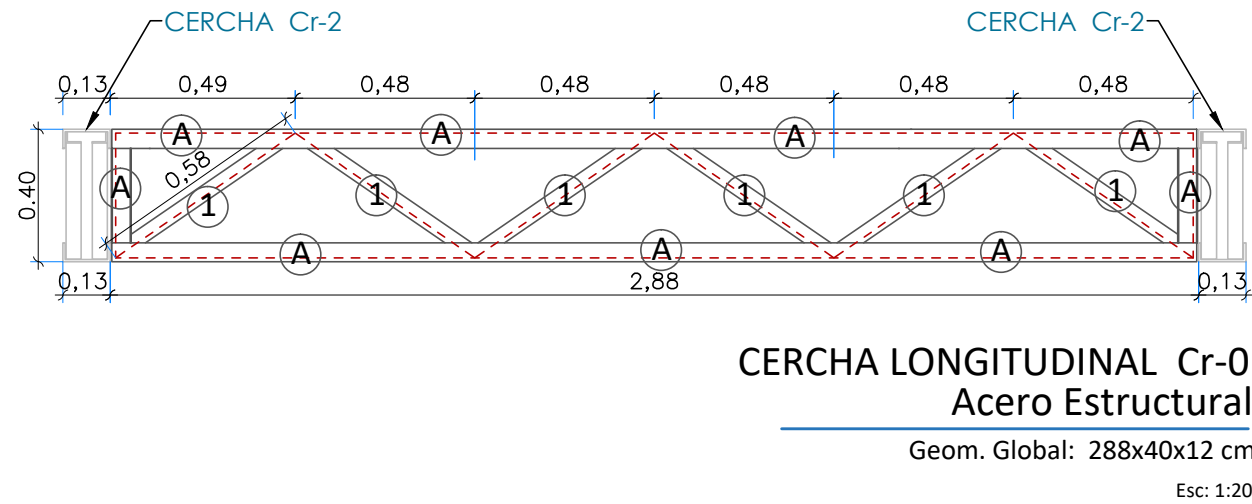 CERCHA Cr-2
CERCHA Cr-2
0,13 0,49 0,48 0,48 0,48 0,48 0,48
A A A A
0,58
0.40
A A
1 1 1 1 1 1
A A A
0,13 2,88 0,13
CERCHA LONGITUDINAL Cr-0
Acero Estructural
Geom. Global: 288x40x12 cm
Esc: 1:20